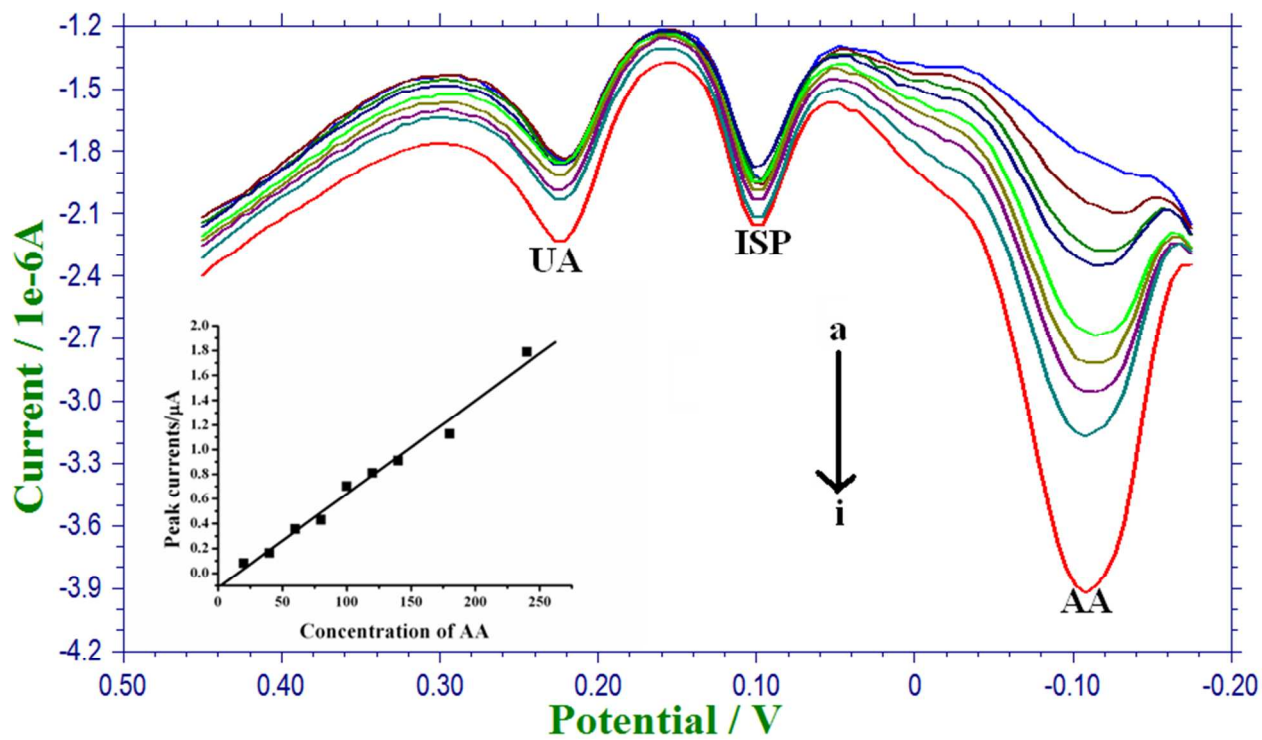 -1.2
-1.5
-1.8
-2.1
-2.4
-2.7
-3.0
-3.3
-3.6
-3.9
-4.2
Current / 1e-6A
UA
ISP
a
i
AA
2.0
1.8
1.6
1.4
1.2
1.0
0.8
0.6
0.4
0.2
0.0
Peak currents/μA
0 50 100 150 200 250
Concentration of AA
0.50 0.40 0.30 0.20 0.10 0 -0.10 -0.20
Potential / V